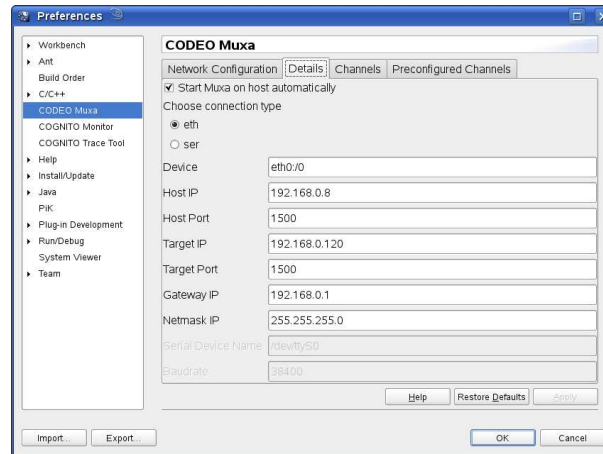 Preferences
Workbench
Ant
Build Order
C/C++
CODEO Muxa
COGNITO Monitor
COGNITO Trace Tool
Help
Install/Update
Java
PiK
Plug-in Development
Run/Debug
System Viewer
Team
CODEO Muxa
Network Configuration Details Channels Preconfigured Channels
Start Muxa on host automatically
Choose connection type
eth
ser
Device eth0:/0
Host IP 192.168.0.8
Host Port 1500
Target IP 192.168.0.120
Target Port 1500
Gateway IP 192.168.0.1
Netmask IP 255.255.255.0
Serial Device Name /dev/ttyS0
Baudrate 38400
Help Restore Defaults Apply
Import... Export... OK Cancel